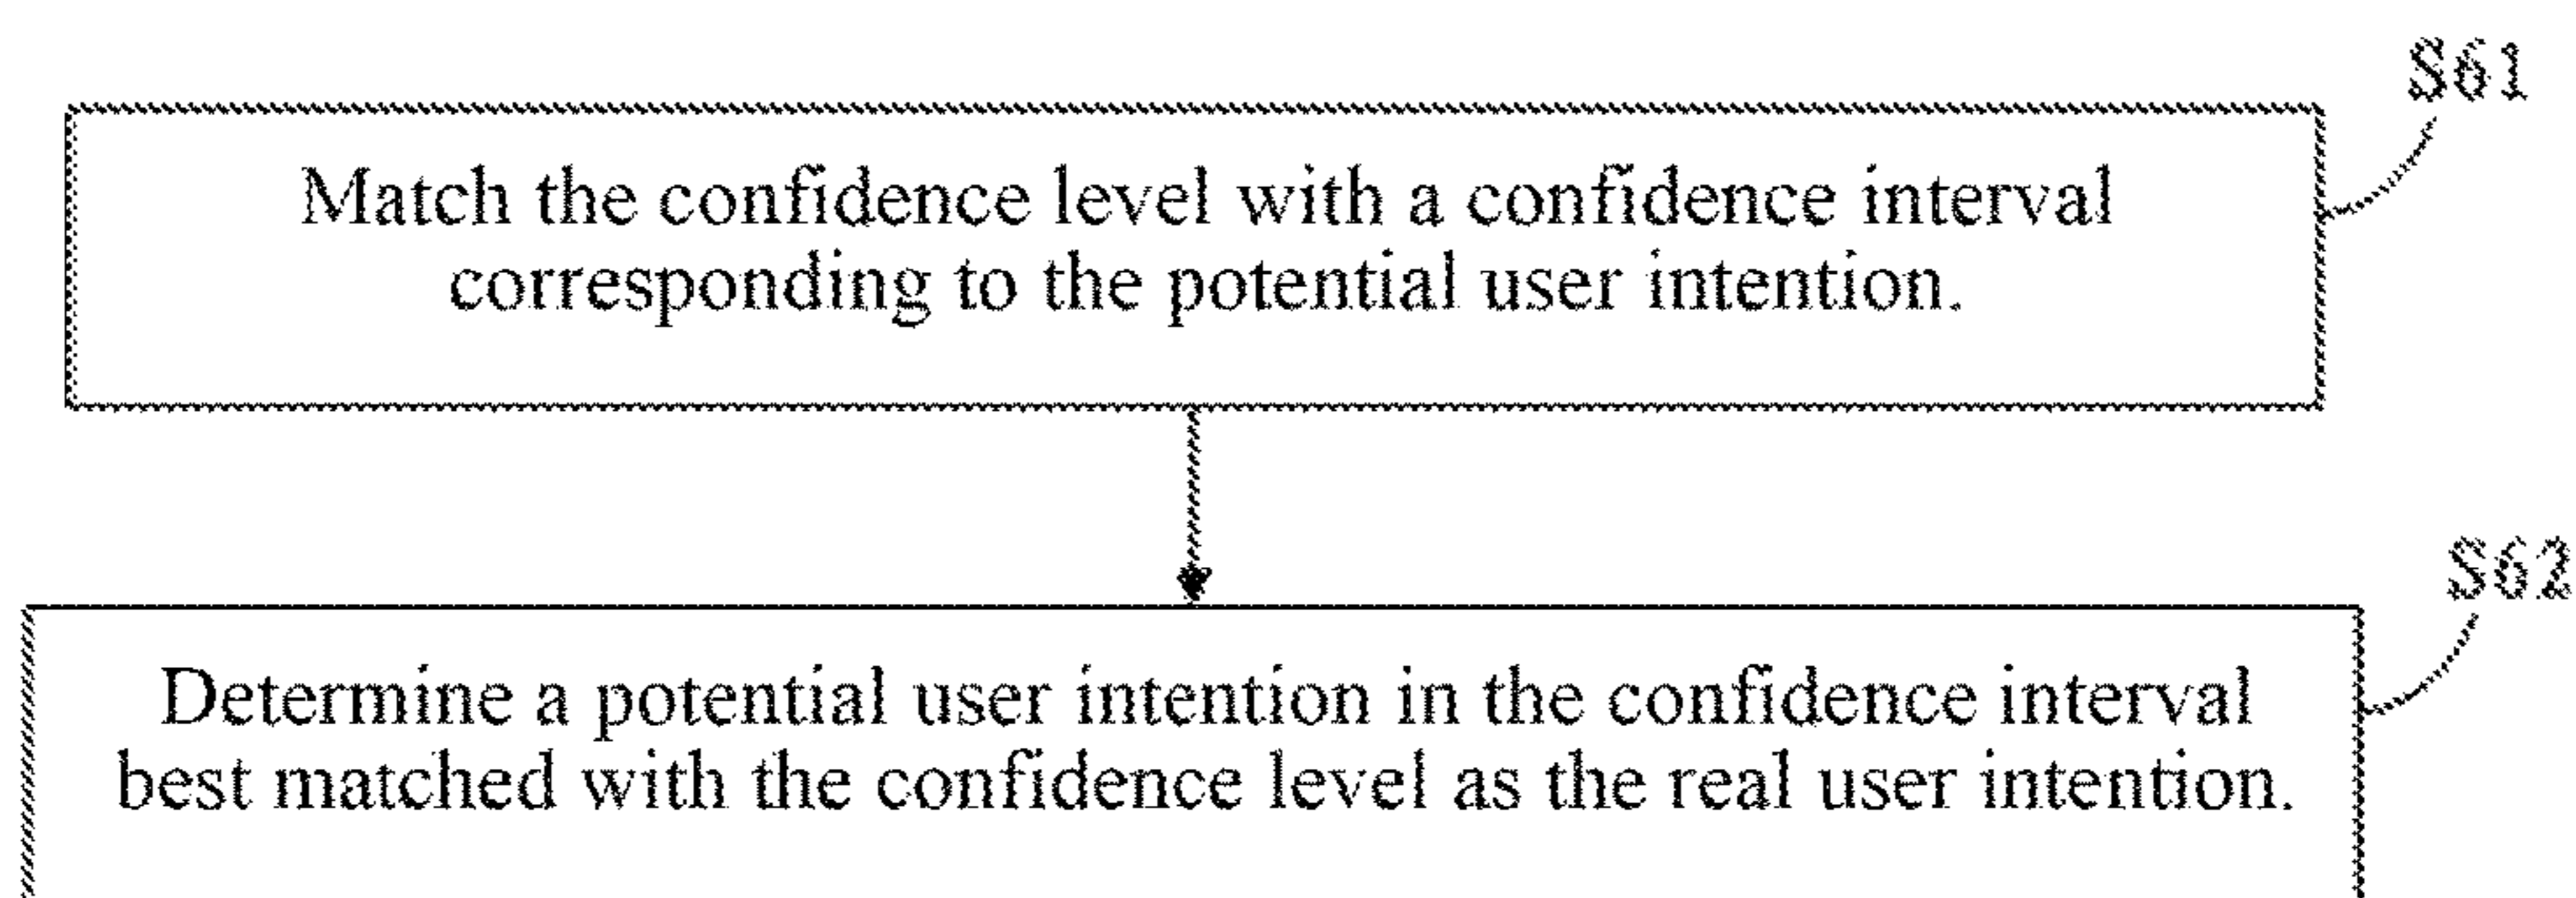 S61
Match the confidence level with a confidence interval
corresponding to the potential user intention.
S62
Determine a potential user intention in the confidence interval
best matched with the confidence level as the real user intention.